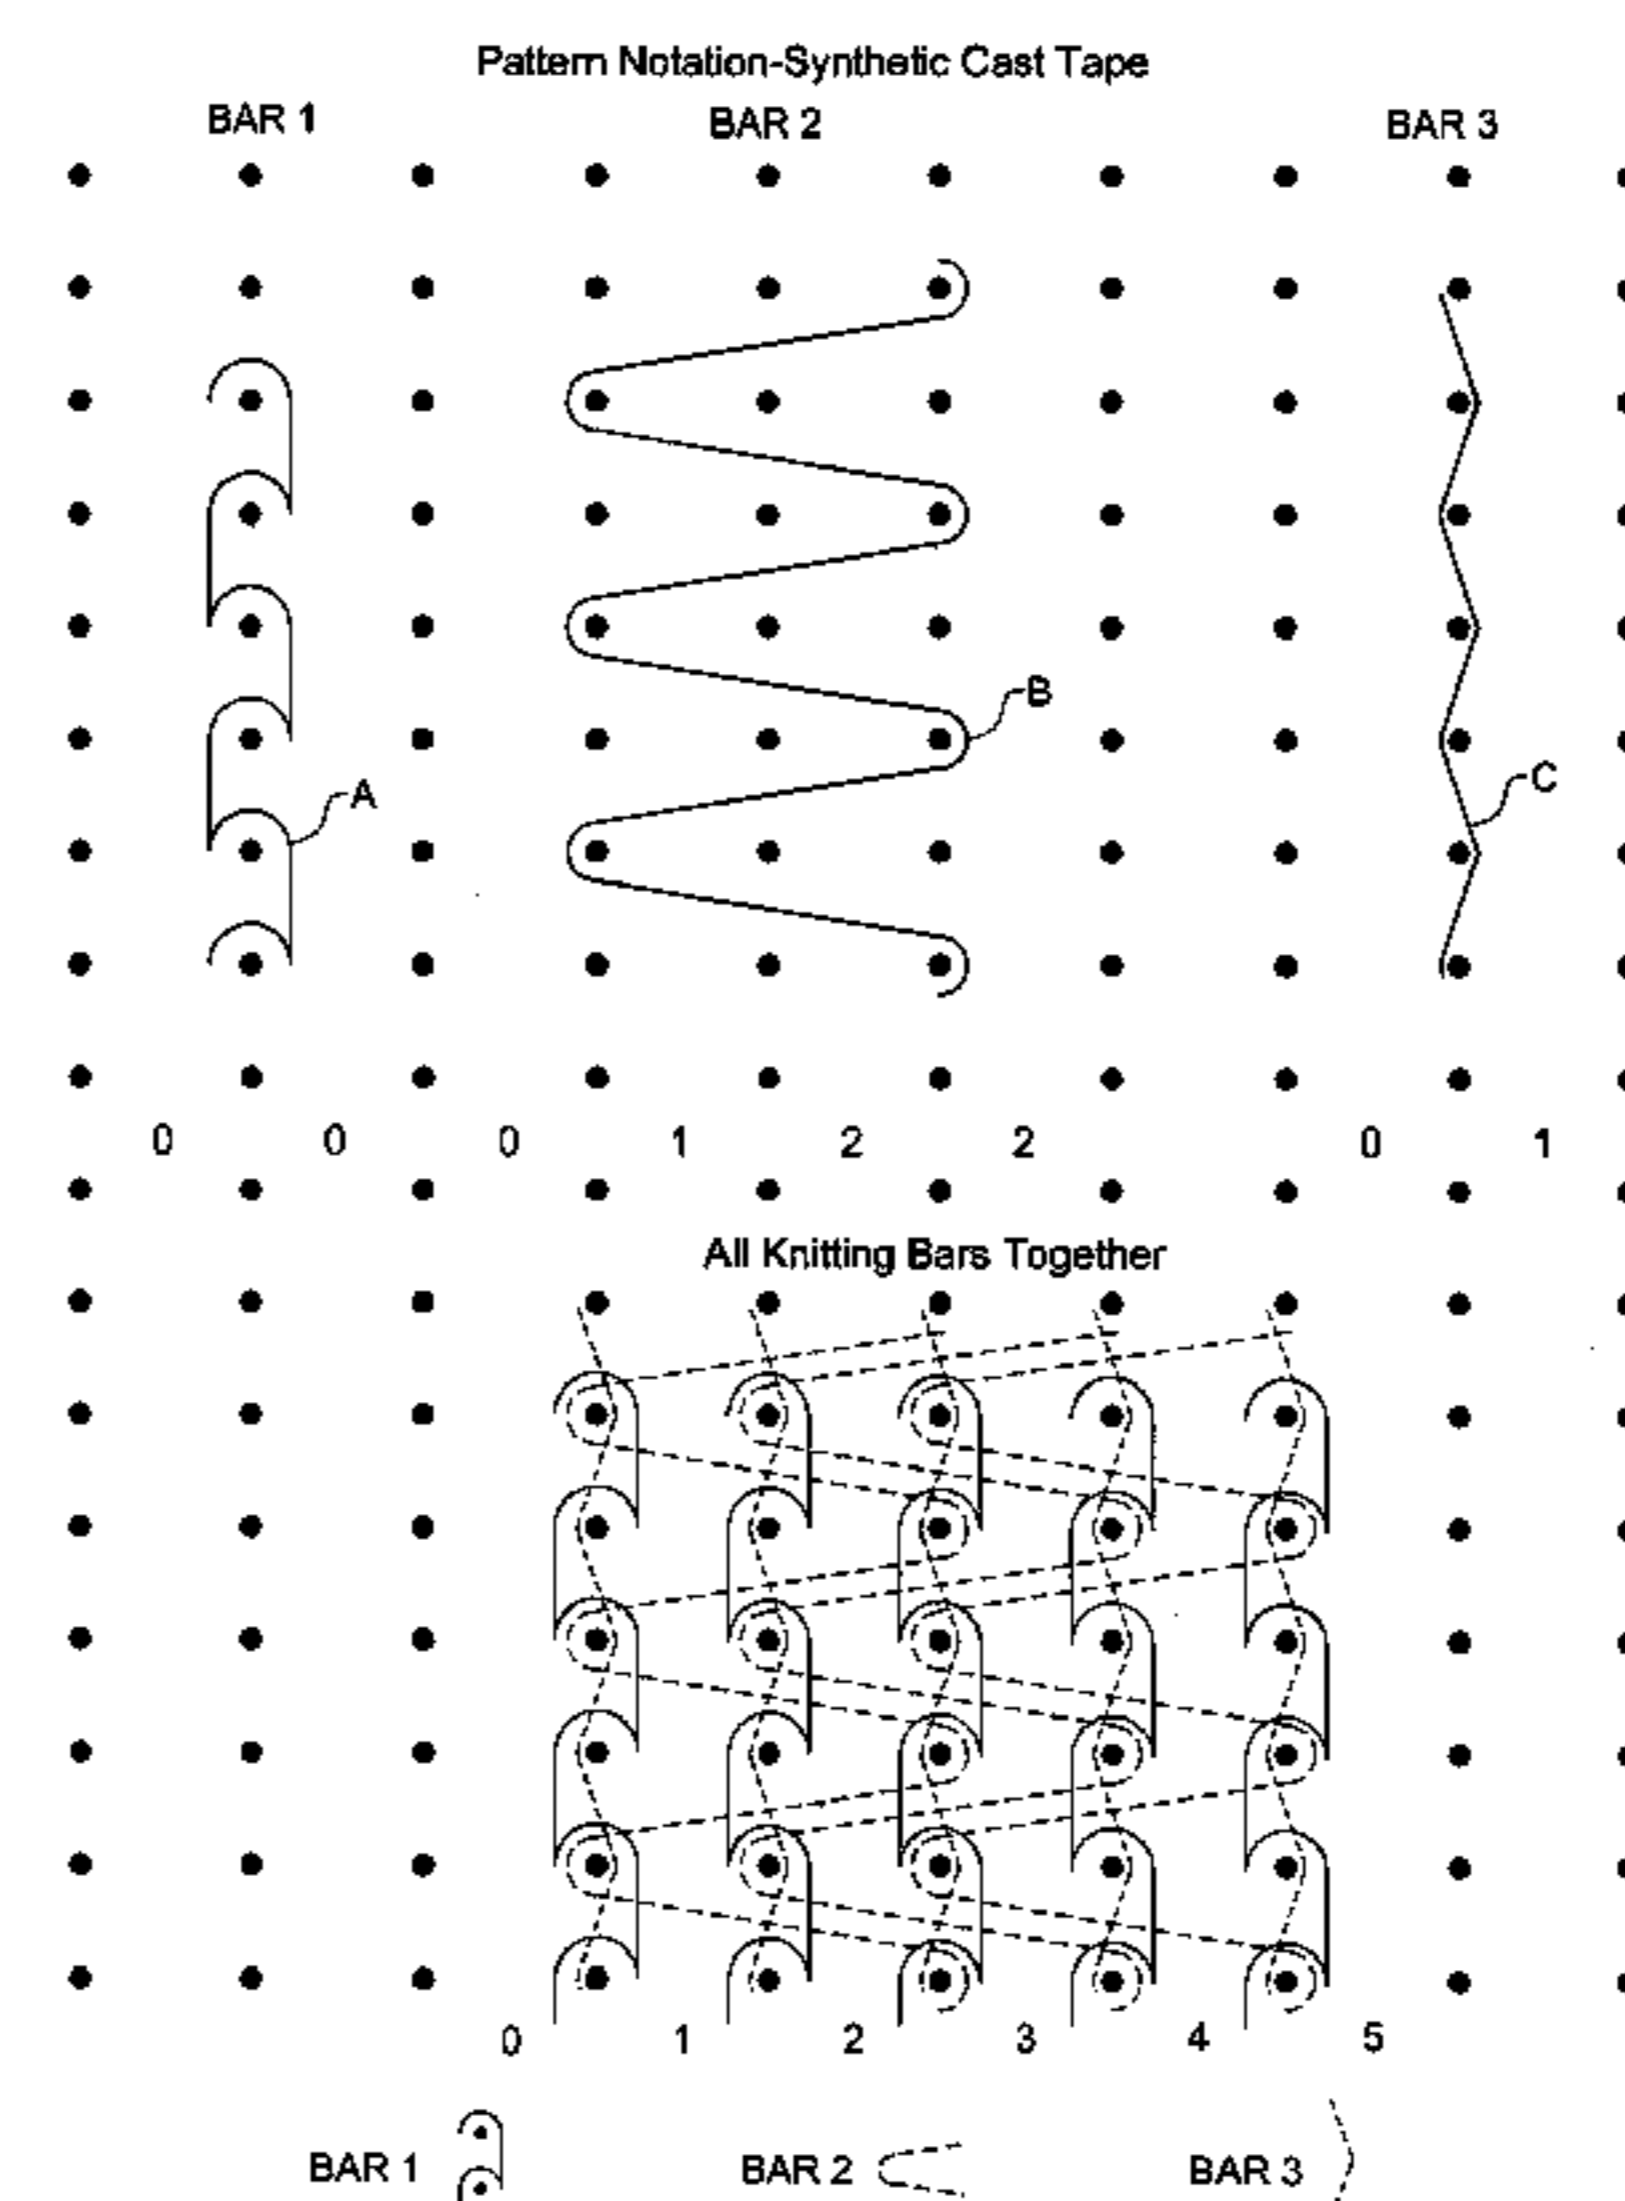 Pattern Notation-Synthetic Cast Tape
BAR 1 BAR 2 BAR 3
B
C
A
0 0 0 1 2 2 0 1
All Knitting Bars Together
0 1 2 3 4 5
BAR 1 BAR 2 BAR 3